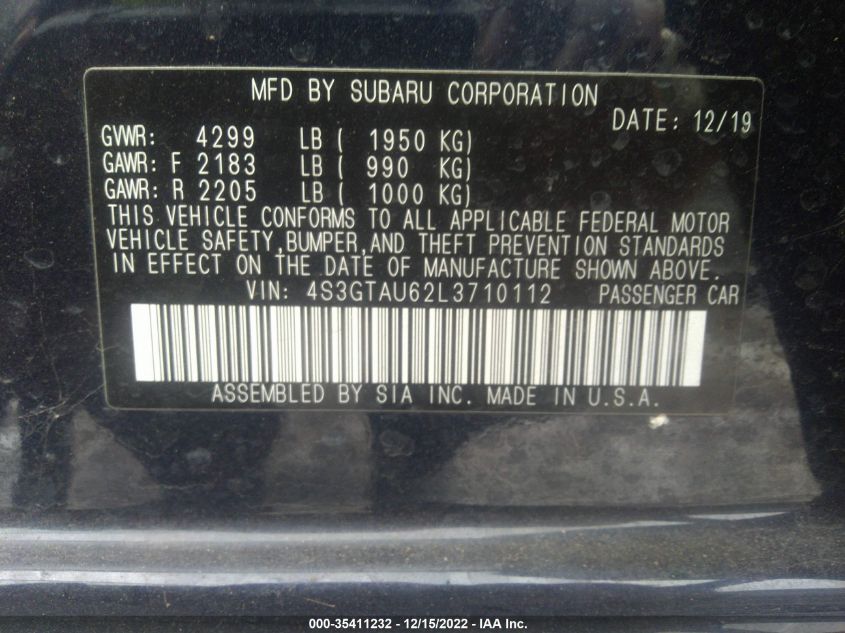 MFD BY SUBARU CORPORATION
DATE: 12/19
GVWR: 4299 LB ( 1950 KG)
GAWR: F 2183 LB ( 990 KG)
GAWR: R 2205 LB ( 1000 KG)
THIS VEHICLE CONFORMS TO ALL APPLICABLE FEDERAL MOTOR
VEHICLE SAFETY,BUMPER,AND THEFT PREVENTION STANDARDS
IN EFFECT ON THE DATE OF MANUFACTURE SHOWN ABOVE.
VIN: 4S3GTAU62L3710112 PASSENGER CAR
ASSEMBLED BY SIA INC. MADE IN U.S.A.
000-35411232 - 12/15/2022 - IAA Inc.